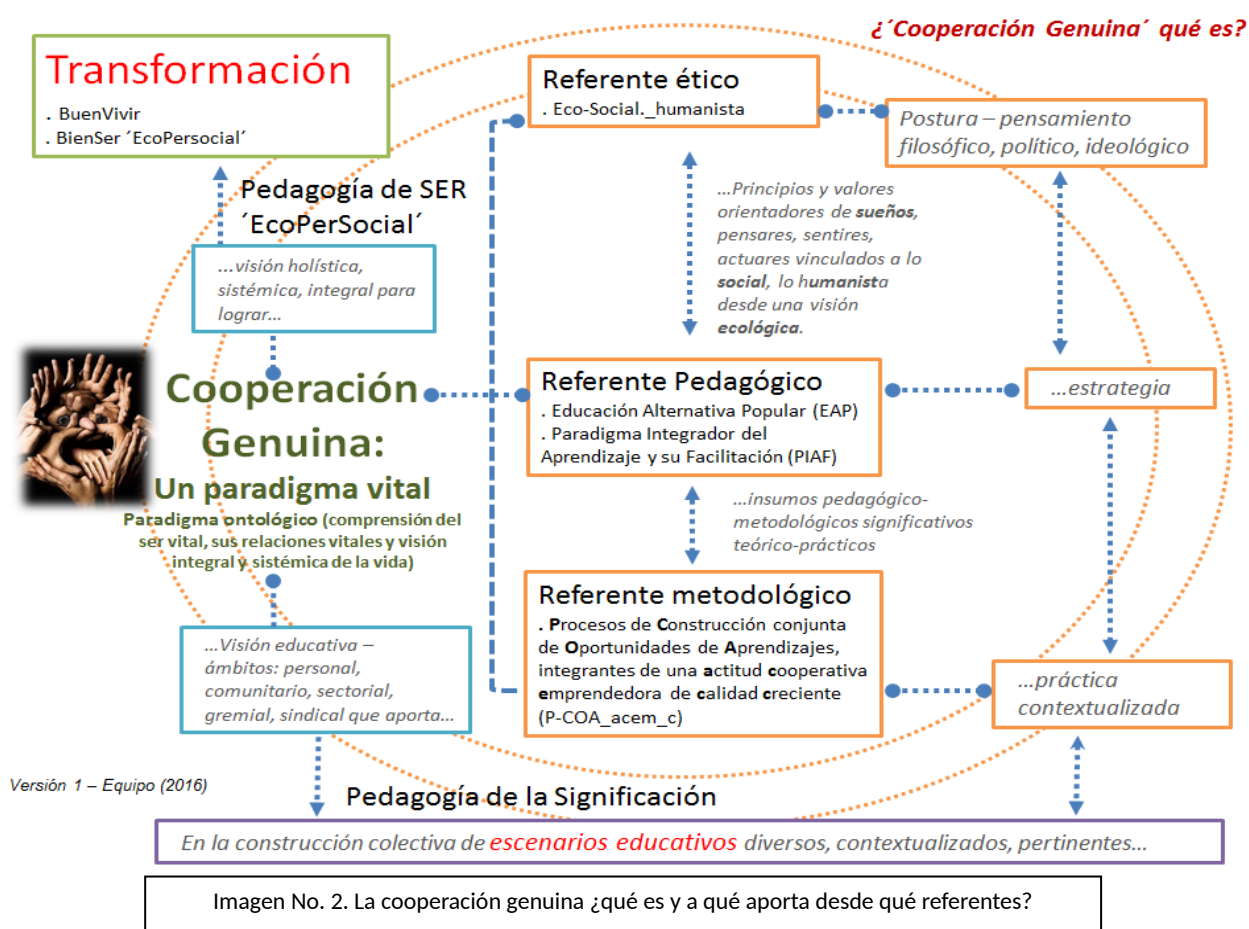 ¿´Cooperación Genuina´ qué es?
Transformación
. BuenVivir
. BienSer ´EcoPersocial´
Referente ético
. Eco-Social._humanista
Postura – pensamiento
filosófico, político, ideológico
Pedagogía de SER
´EcoPerSocial´
...Principios y valores
orientadores de sueños,
pensares, sentires,
actuares vinculados a lo
social, lo humanista
desde una visión
ecológica.
...visión holística,
sistémica, integral para
lograr...
Cooperación
Genuina:
Un paradigma vital
Paradigma ontológico (comprensión del
ser vital, sus relaciones vitales y visión
integral y sistémica de la vida)
Referente Pedagógico
. Educación Alternativa Popular (EAP)
. Paradigma Integrador del
Aprendizaje y su Facilitación (PIAF)
...estrategia
...insumos pedagógico-
metodológicos significativos
teórico-prácticos
Referente metodológico
. Procesos de Construcción conjunta
de Oportunidades de Aprendizajes,
integrantes de una actitud cooperativa
emprendedora de calidad creciente
(P-COA_acem_c)
...Visión educativa –
ámbitos: personal,
comunitario, sectorial,
gremial, sindical que aporta...
...práctica
contextualizada
Versión 1 – Equipo (2016)
Pedagogía de la Significación
En la construcción colectiva de escenarios educativos diversos, contextualizados, pertinentes...
Imagen No. 2. La cooperación genuina ¿qué es y a qué aporta desde qué referentes?